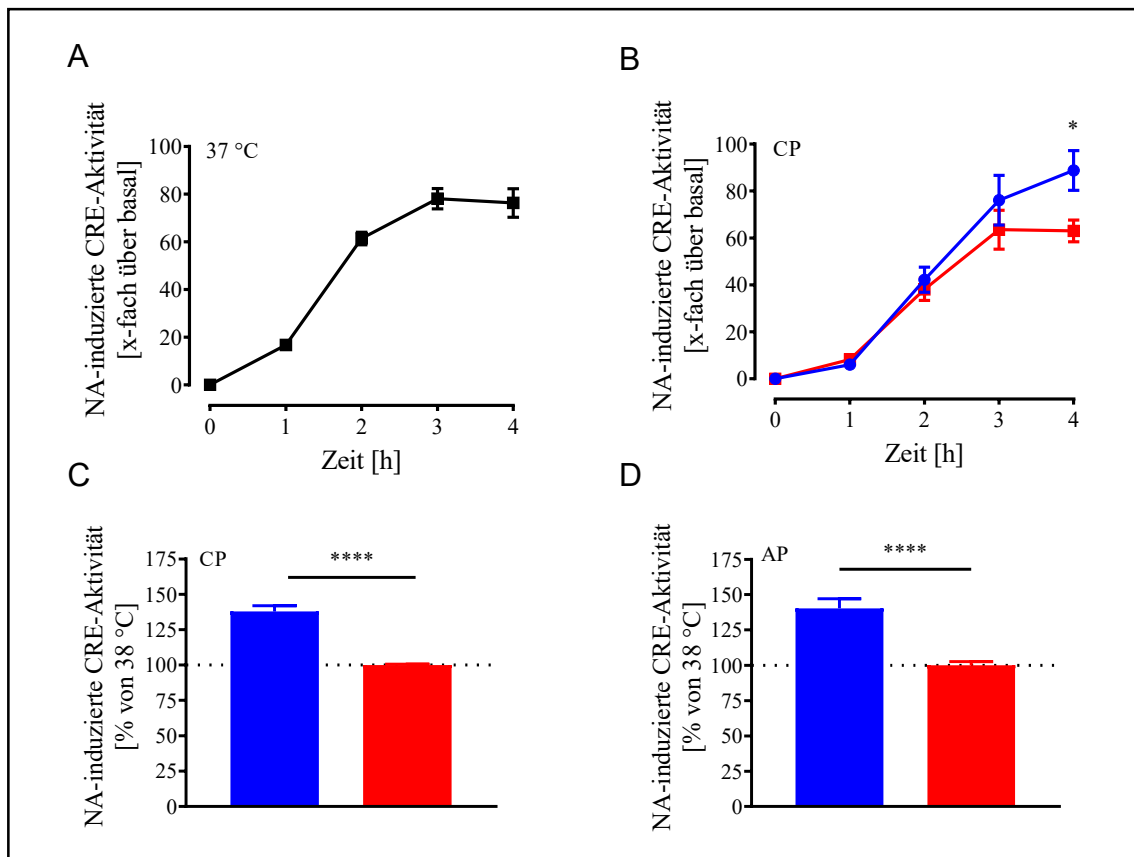 A
NA-induzierte CRE-Aktivität
[x-fach über basal]
37 °C
100
80
60
40
20
0
0 1 2 3 4
Zeit [h]
B
NA-induzierte CRE-Aktivität
[x-fach über basal]
CP
*
100
80
60
40
20
0
0 1 2 3 4
Zeit [h]
C
NA-induzierte CRE-Aktivität
[% von 38 °C]
CP
****
175
150
125
100
75
50
25
0
D
NA-induzierte CRE-Aktivität
[% von 38 °C]
AP
****
175
150
125
100
75
50
25
0